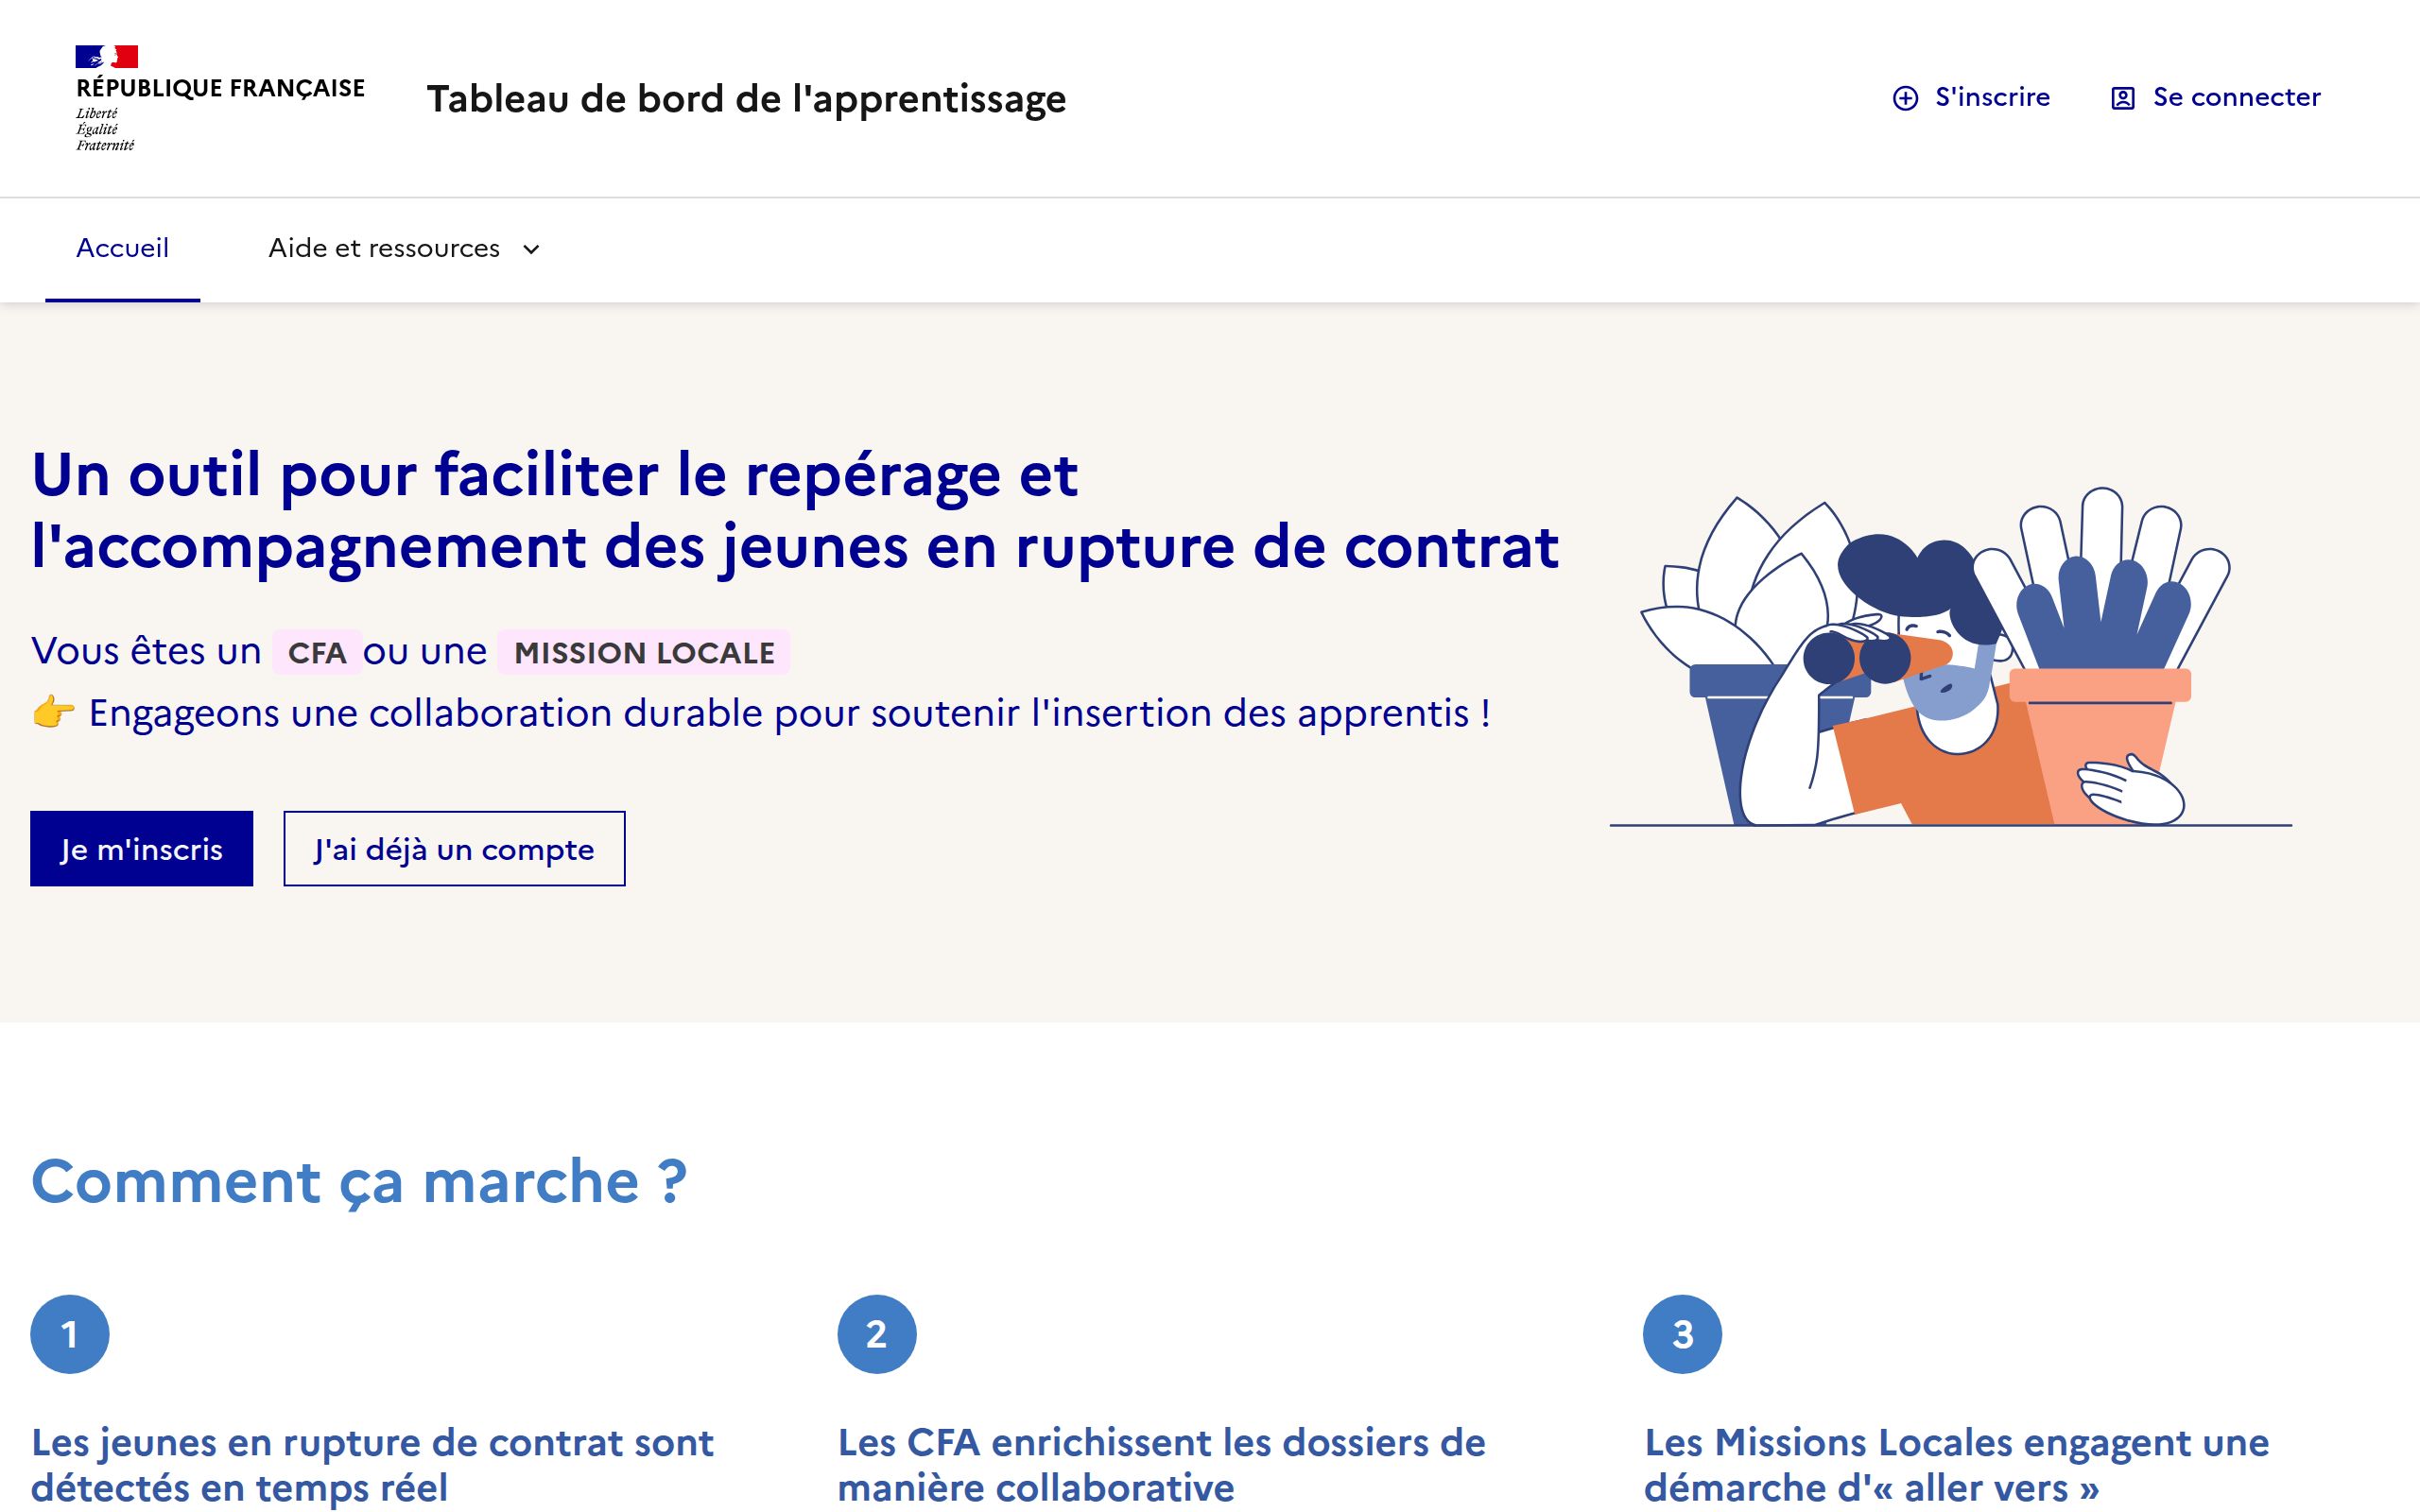 RÉPUBLIQUE FRANÇAISE
Liberté
Égalité
Fraternité
Tableau de bord de l'apprentissage
S'inscrire
Se connecter
Accueil
Aide et ressources
Un outil pour faciliter le repérage et
l'accompagnement des jeunes en rupture de contrat
Vous êtes un CFA ou une MISSION LOCALE
👉 Engageons une collaboration durable pour soutenir l'insertion des apprentis !
Je m'inscris
J'ai déjà un compte
Comment ça marche ?
1
Les jeunes en rupture de contrat sont
détectés en temps réel
2
Les CFA enrichissent les dossiers de
manière collaborative
3
Les Missions Locales engagent une
démarche d'« aller vers »